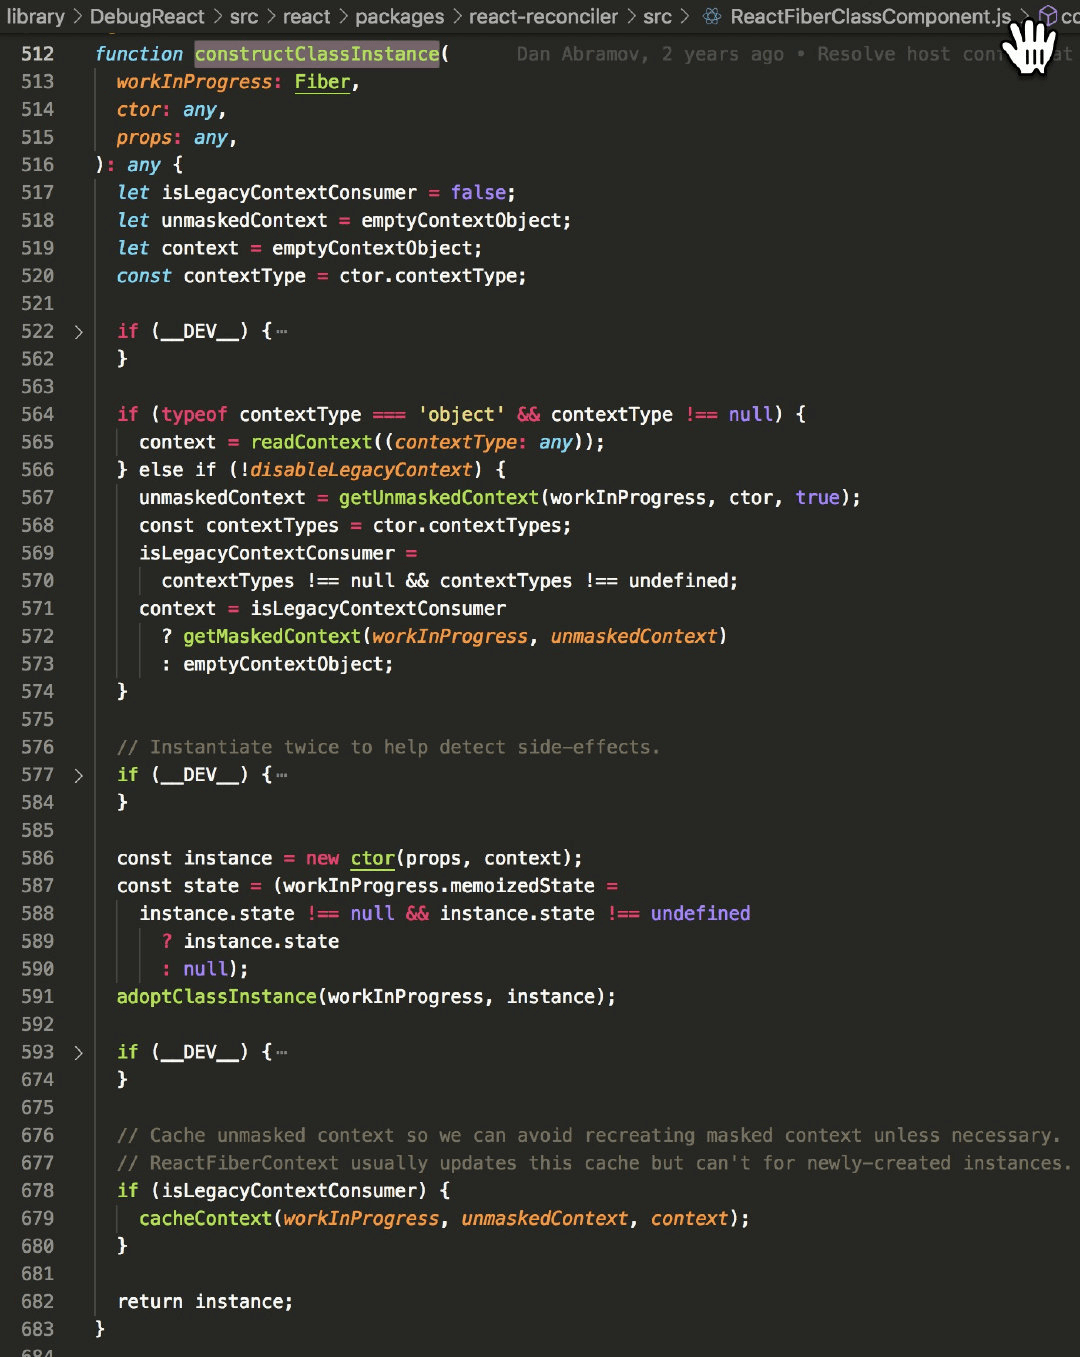 library > DebugReact > src > react > packages > react-reconciler > src > ReactFiberClassComponent.js >
512 function constructClassInstance( Dan Abramov, 2 years ago • Resolve host
513 workInProgress: Fiber,
514 ctor: any,
515 props: any,
516 ): any {
517 let isLegacyContextConsumer = false;
518 let unmaskedContext = emptyContextObject;
519 let context = emptyContextObject;
520 const contextType = ctor.contextType;
521
522 > if (__DEV__) {⋯
562 }
563
564 if (typeof contextType === 'object' && contextType !== null) {
565 context = readContext((contextType: any));
566 } else if (!disableLegacyContext) {
567 unmaskedContext = getUnmaskedContext(workInProgress, ctor, true);
568 const contextTypes = ctor.contextTypes;
569 isLegacyContextConsumer =
570 contextTypes !== null && contextTypes !== undefined;
571 context = isLegacyContextConsumer
572 ? getMaskedContext(workInProgress, unmaskedContext)
573 : emptyContextObject;
574 }
575
576 // Instantiate twice to help detect side-effects.
577 > if (__DEV__) {⋯
584 }
585
586 const instance = new ctor(props, context);
587 const state = (workInProgress.memoizedState =
588 instance.state !== null && instance.state !== undefined
589 ? instance.state
590 : null);
591 adoptClassInstance(workInProgress, instance);
592
593 > if (__DEV__) {⋯
674 }
675
676 // Cache unmasked context so we can avoid recreating masked context unless necessary.
677 // ReactFiberContext usually updates this cache but can't for newly-created instances.
678 if (isLegacyContextConsumer) {
679 cacheContext(workInProgress, unmaskedContext, context);
680 }
681
682 return instance;
683 }
684